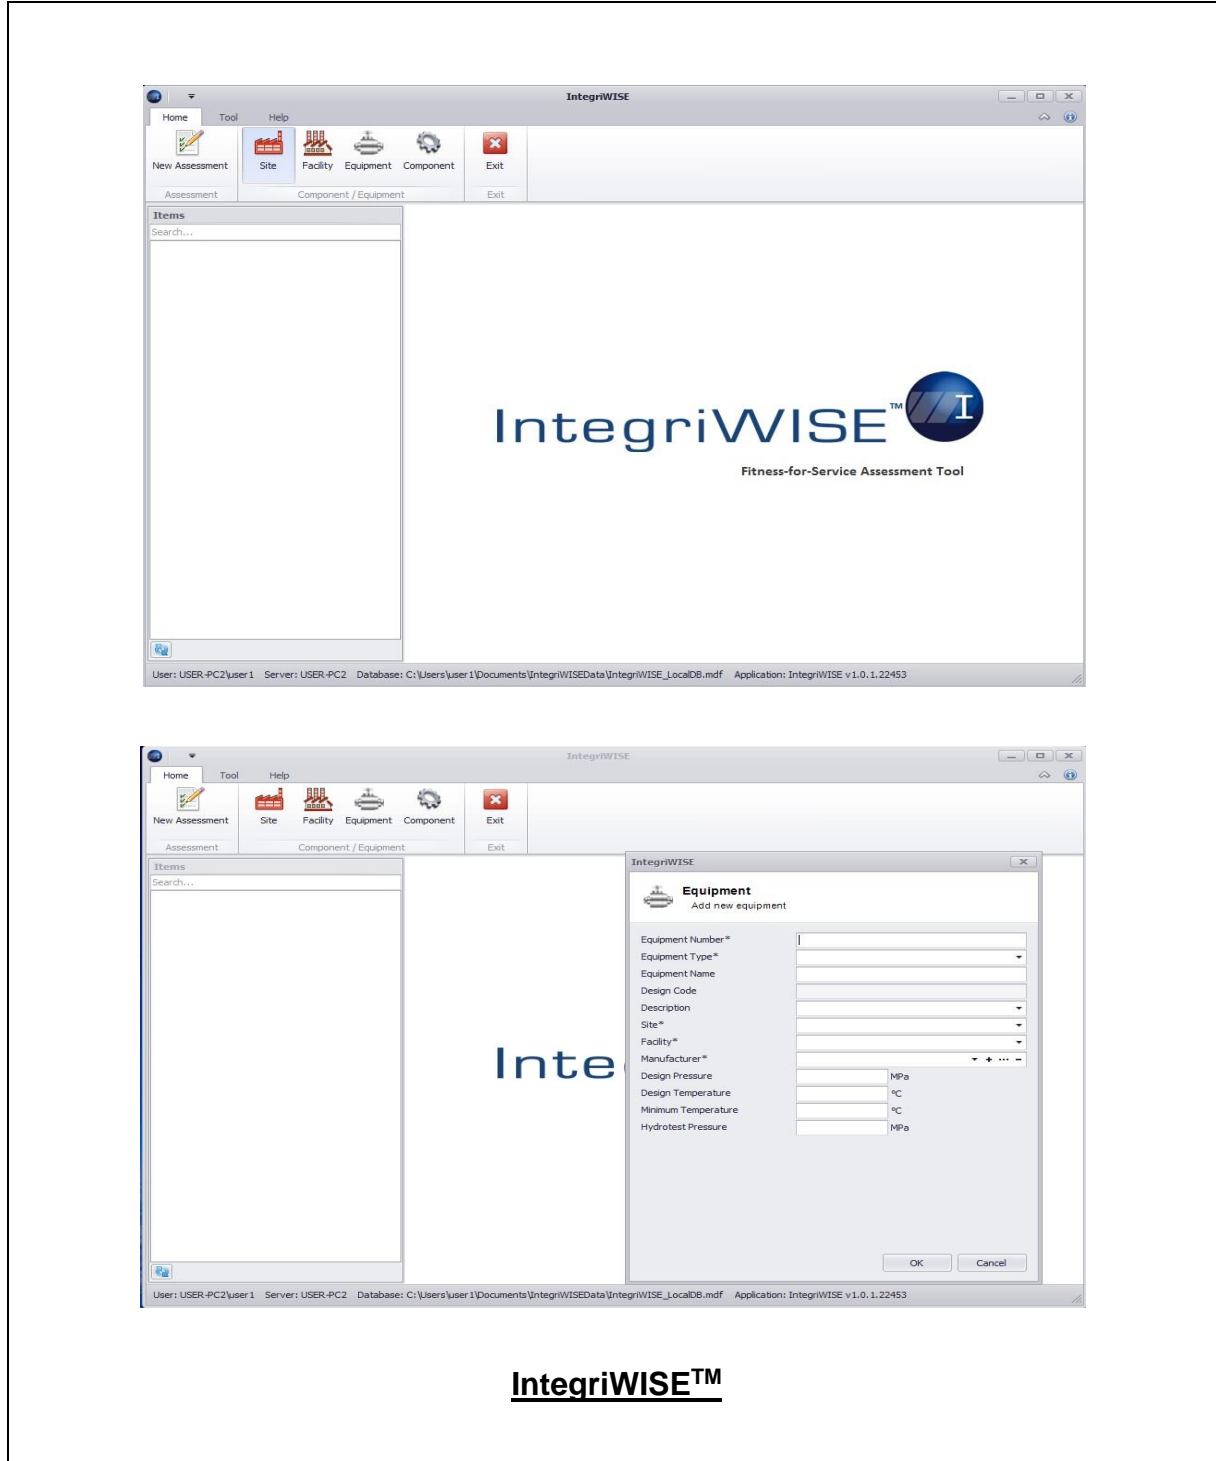 IntegriWISE
Home Tool Help
New Assessment Site Facility Equipment Component Exit
Assessment Component / Equipment Exit
Items
Search...
IntegriWISE™ I
Fitness-for-Service Assessment Tool
User: USER-PC2\user1 Server: USER-PC2 Database: C:\Users\user1\Documents\IntegriWISEData\IntegriWISE_LocalDB.mdf Application: IntegriWISE v1.0.1.22453
IntegriWISE
Home Tool Help
New Assessment Site Facility Equipment Component Exit
Assessment Component / Equipment Exit
Items
Search...
Inte
IntegriWISE
Equipment
Add new equipment
Equipment Number*
Equipment Type*
Equipment Name
Design Code
Description
Site*
Facility*
Manufacturer*
Design Pressure MPa
Design Temperature ºC
Minimum Temperature ºC
Hydrotest Pressure MPa
OK Cancel
User: USER-PC2\user1 Server: USER-PC2 Database: C:\Users\user1\Documents\IntegriWISEData\IntegriWISE_LocalDB.mdf Application: IntegriWISE v1.0.1.22453
IntegriWISE™